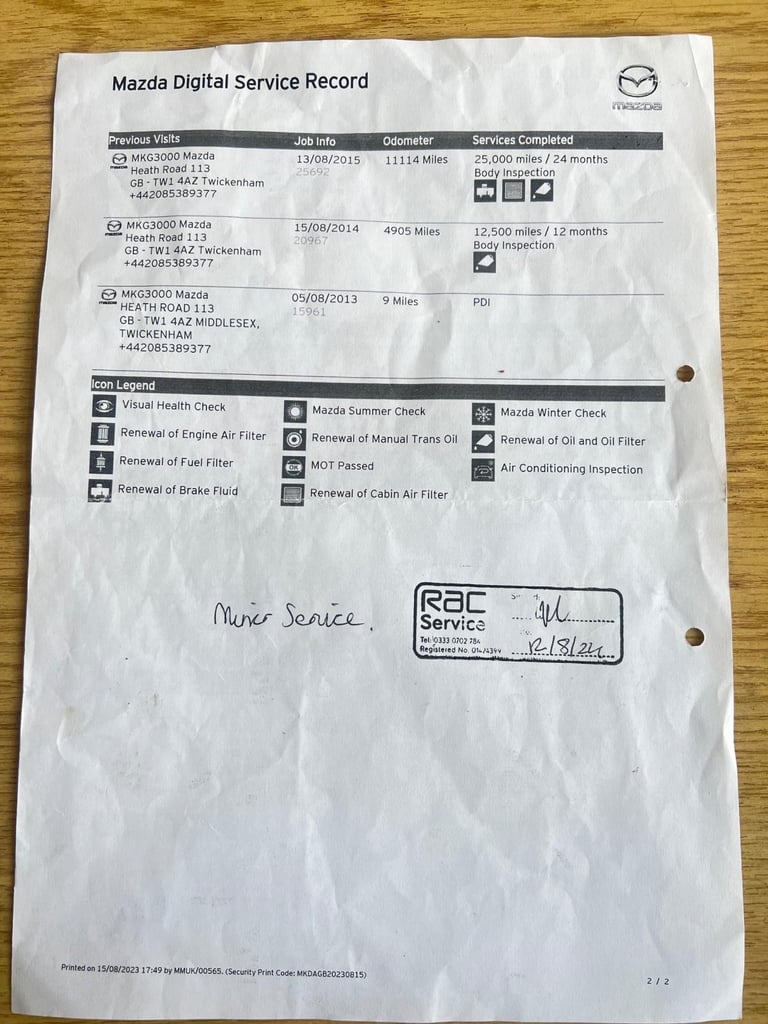 Mazda Digital Service Record
mazda
Previous Visits Job Info Odometer Services Completed
MKG3000 Mazda 13/08/2015 11114 Miles 25,000 miles / 24 months
Heath Road 113 25692 Body Inspection
GB - TW1 4AZ Twickenham
+442085389377
MKG3000 Mazda 15/08/2014 4905 Miles 12,500 miles / 12 months
Heath Road 113 20967 Body Inspection
GB - TW1 4AZ Twickenham
+442085389377
MKG3000 Mazda 05/08/2013 9 Miles PDI
HEATH ROAD 113 15961
GB - TW1 4AZ MIDDLESEX,
TWICKENHAM
+442085389377
Icon Legend
Visual Health Check Mazda Summer Check Mazda Winter Check
Renewal of Engine Air Filter Renewal of Manual Trans Oil Renewal of Oil and Oil Filter
Renewal of Fuel Filter OK MOT Passed Air Conditioning Inspection
Renewal of Brake Fluid Renewal of Cabin Air Filter
Minor Service.
RAC
Service
Tel: 0333 0702 784
Registered No.
12/8/24
Printed on 15/08/2023 17:49 by MMUK/00565. (Security Print Code: MKDAGB20230815)
2 / 2